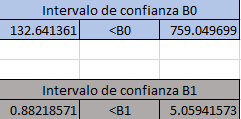 Intervalo de confianza B0
132.641361 <B0 759.049699
Intervalo de confianza B1
0.88218571 <B1 5.05941573